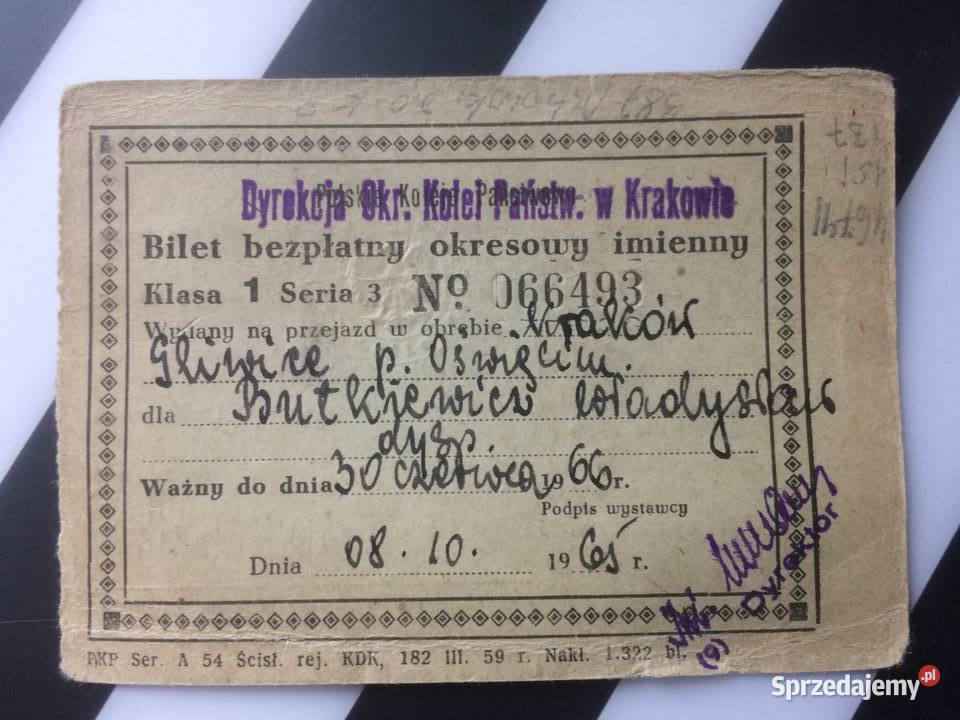 Polskie Koleje Państwowe
Dyrekcja Okr. Kolei Państw. w Krakowie
Bilet bezpłatny okresowy imienny
Klasa 1 Seria 3 No 066493
Wydany na przejazd w obrębie Kraków
Gliwice p. Oświęcim.
dla Butkiewicz Władysław
dysp.
Ważny do dnia 30 czerwca 1966 r.
Podpis wystawcy
Dnia 08. 10. 1965 r.
Dyrektor
(9)
PKP Ser. A 54 Ścisł. rej. KDK, 182 III. 59 r. Nakł. 1.322 bl.
Sprzedajemy.pl